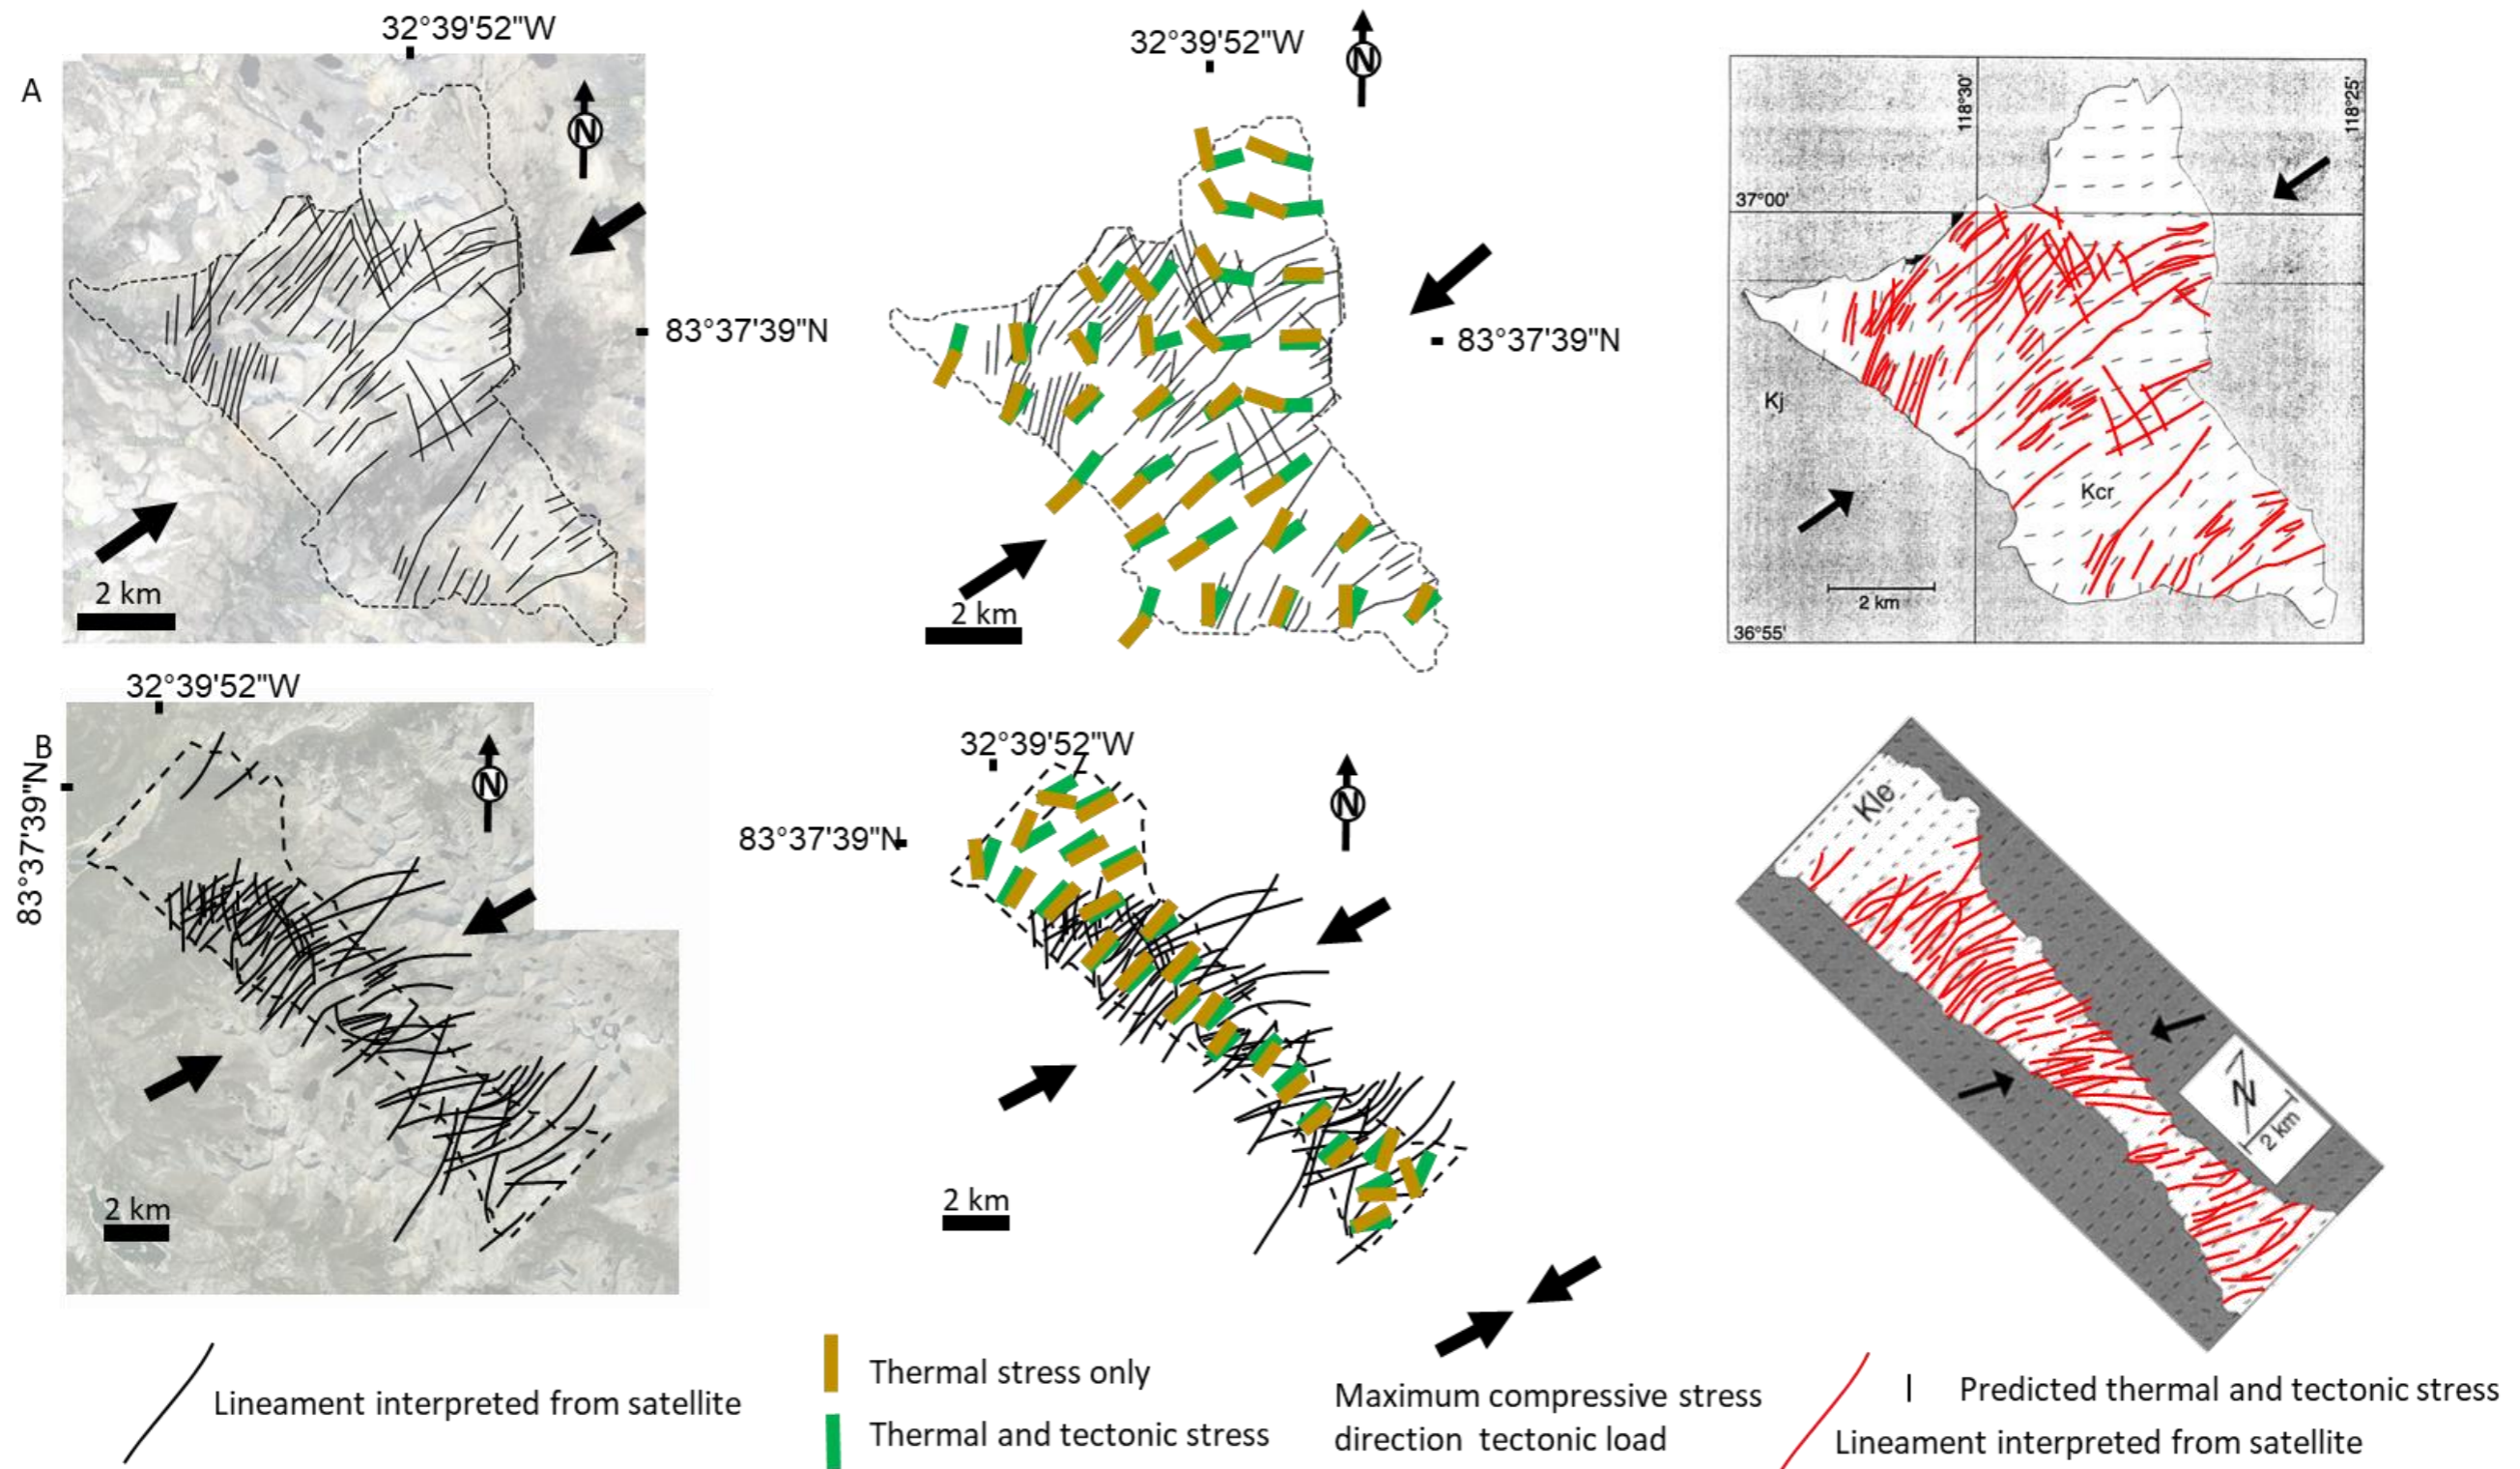 32°39'52"W
A
N
83°37'39"N
2 km
32°39'52"W
N
83°37'39"N
2 km
118°30'
118°25'
37°00'
Kj
Kcr
2 km
36°55'
32°39'52"W
B
83°37'39"N
N
2 km
32°39'52"W
83°37'39"N
N
2 km
Kle
N
2 km
Lineament interpreted from satellite
Thermal stress only
Thermal and tectonic stress
Maximum compressive stress
direction tectonic load
Predicted thermal and tectonic stress
Lineament interpreted from satellite